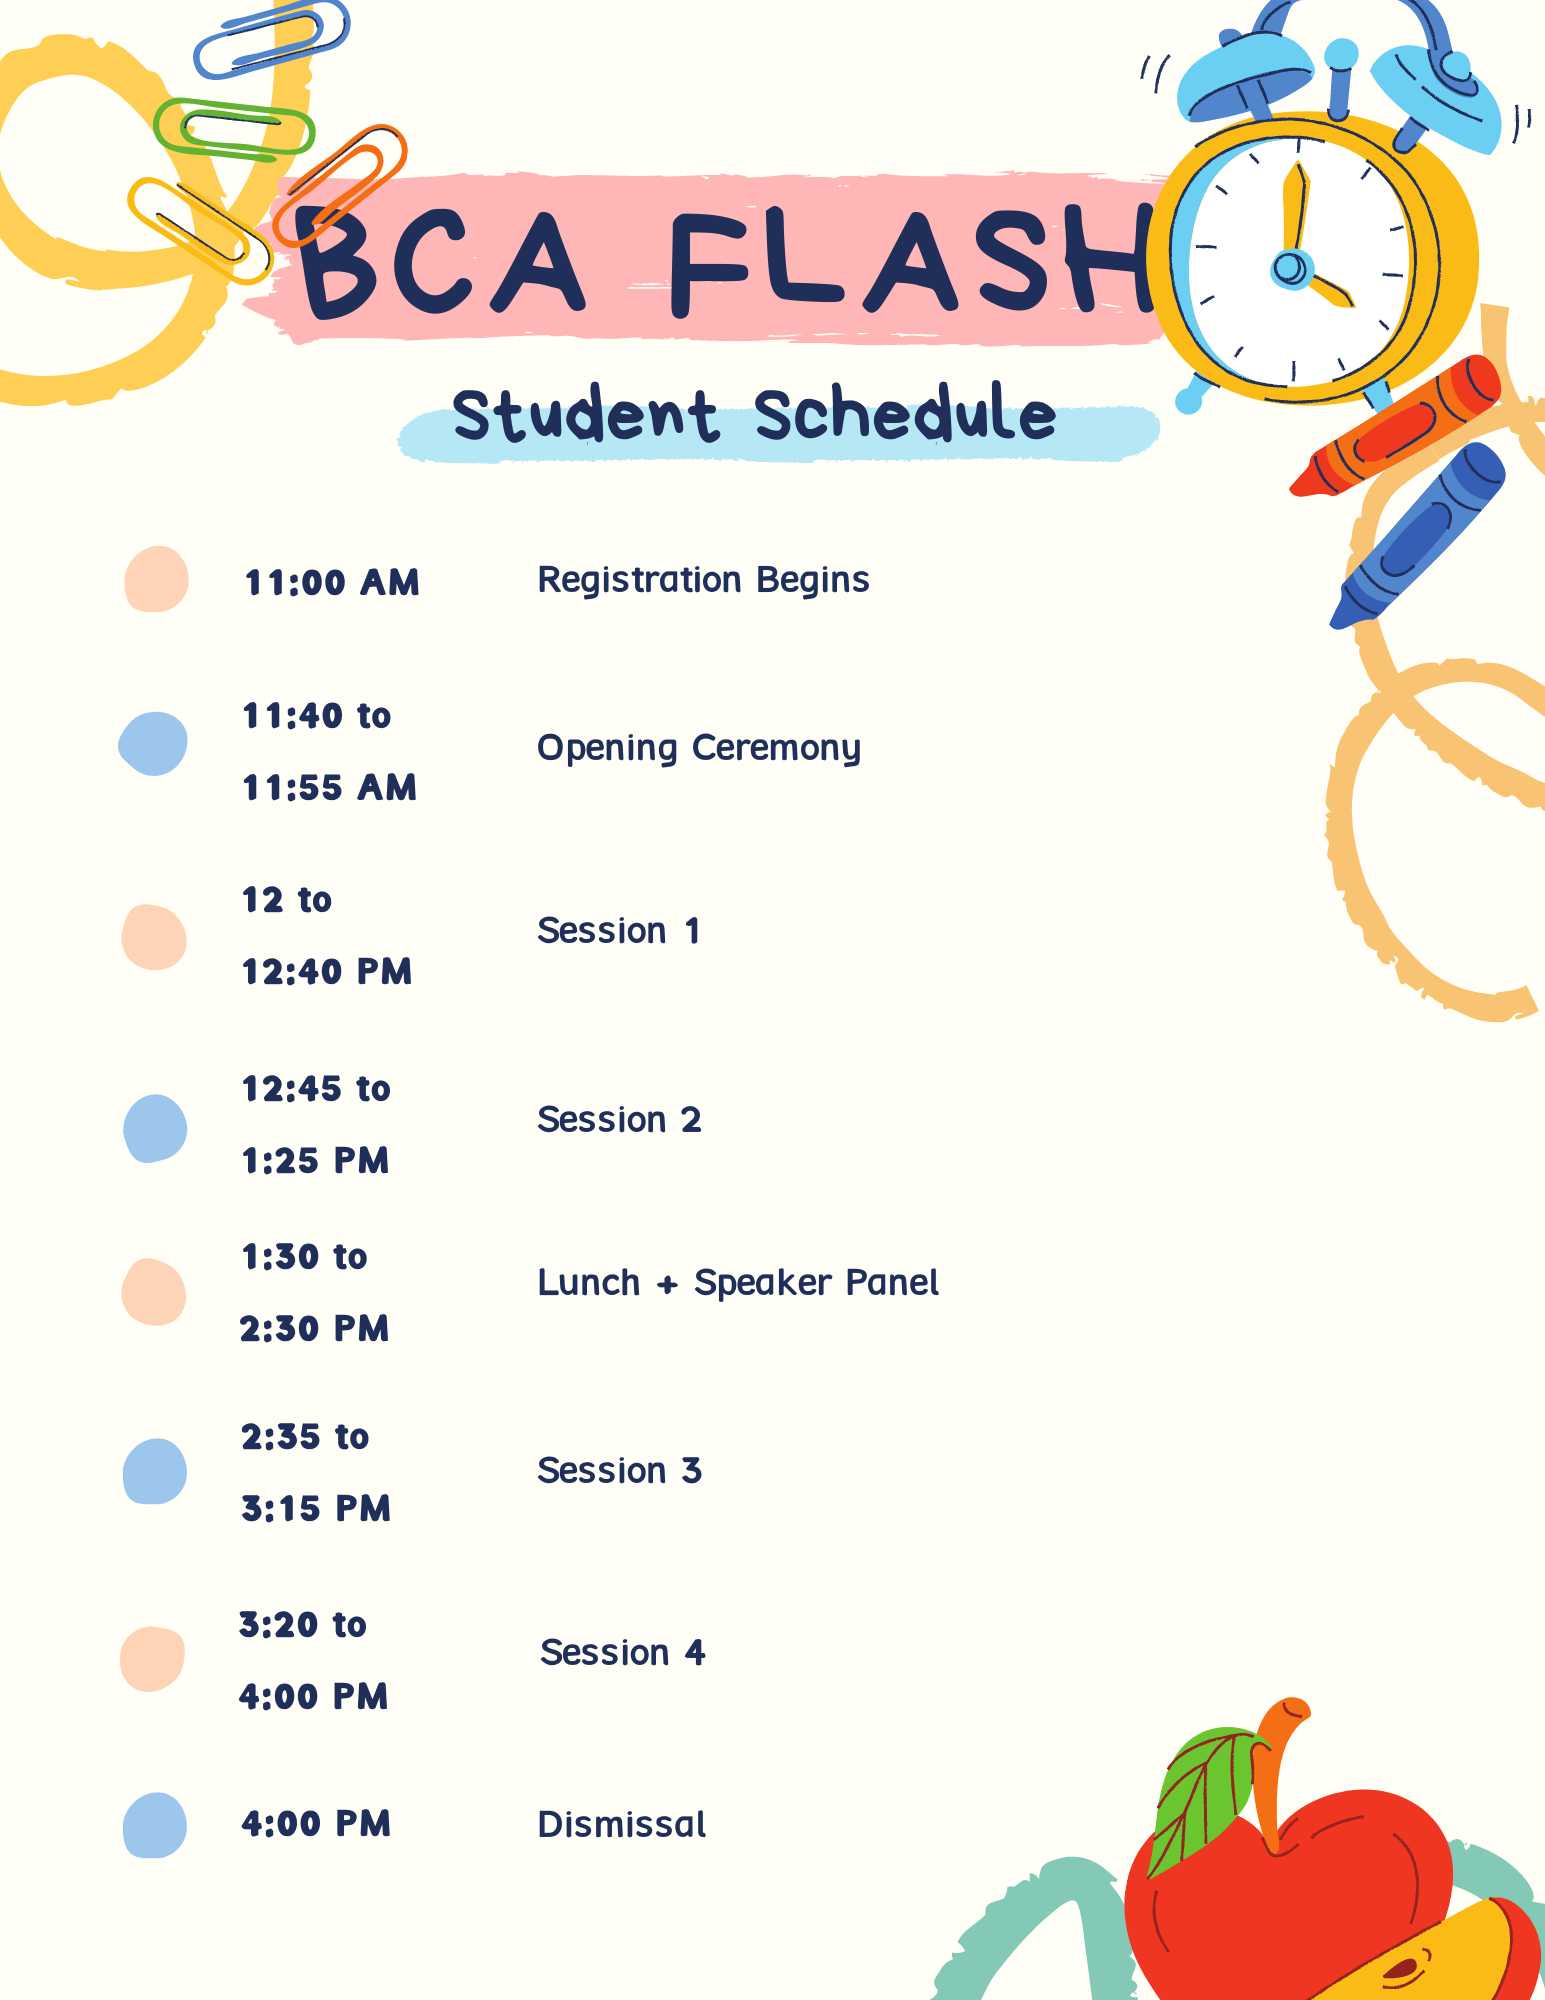 BCA FLASH
Student Schedule
11:00 AM Registration Begins
11:40 to
11:55 AM
Opening Ceremony
12 to
12:40 PM
Session 1
12:45 to
1:25 PM
Session 2
1:30 to
2:30 PM
Lunch + Speaker Panel
2:35 to
3:15 PM
Session 3
3:20 to
4:00 PM
Session 4
4:00 PM Dismissal